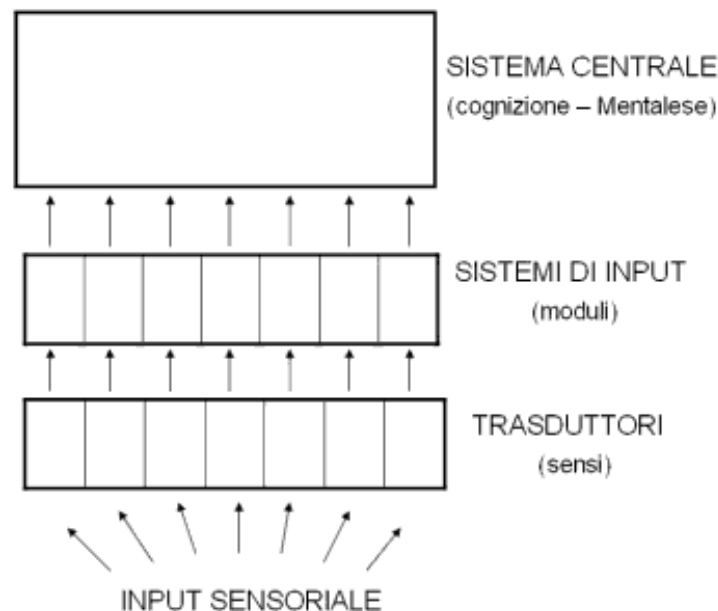 SISTEMA CENTRALE
(cognizione – Mentalese)
SISTEMI DI INPUT
(moduli)
TRASDUTTORI
(sensi)
INPUT SENSORIALE